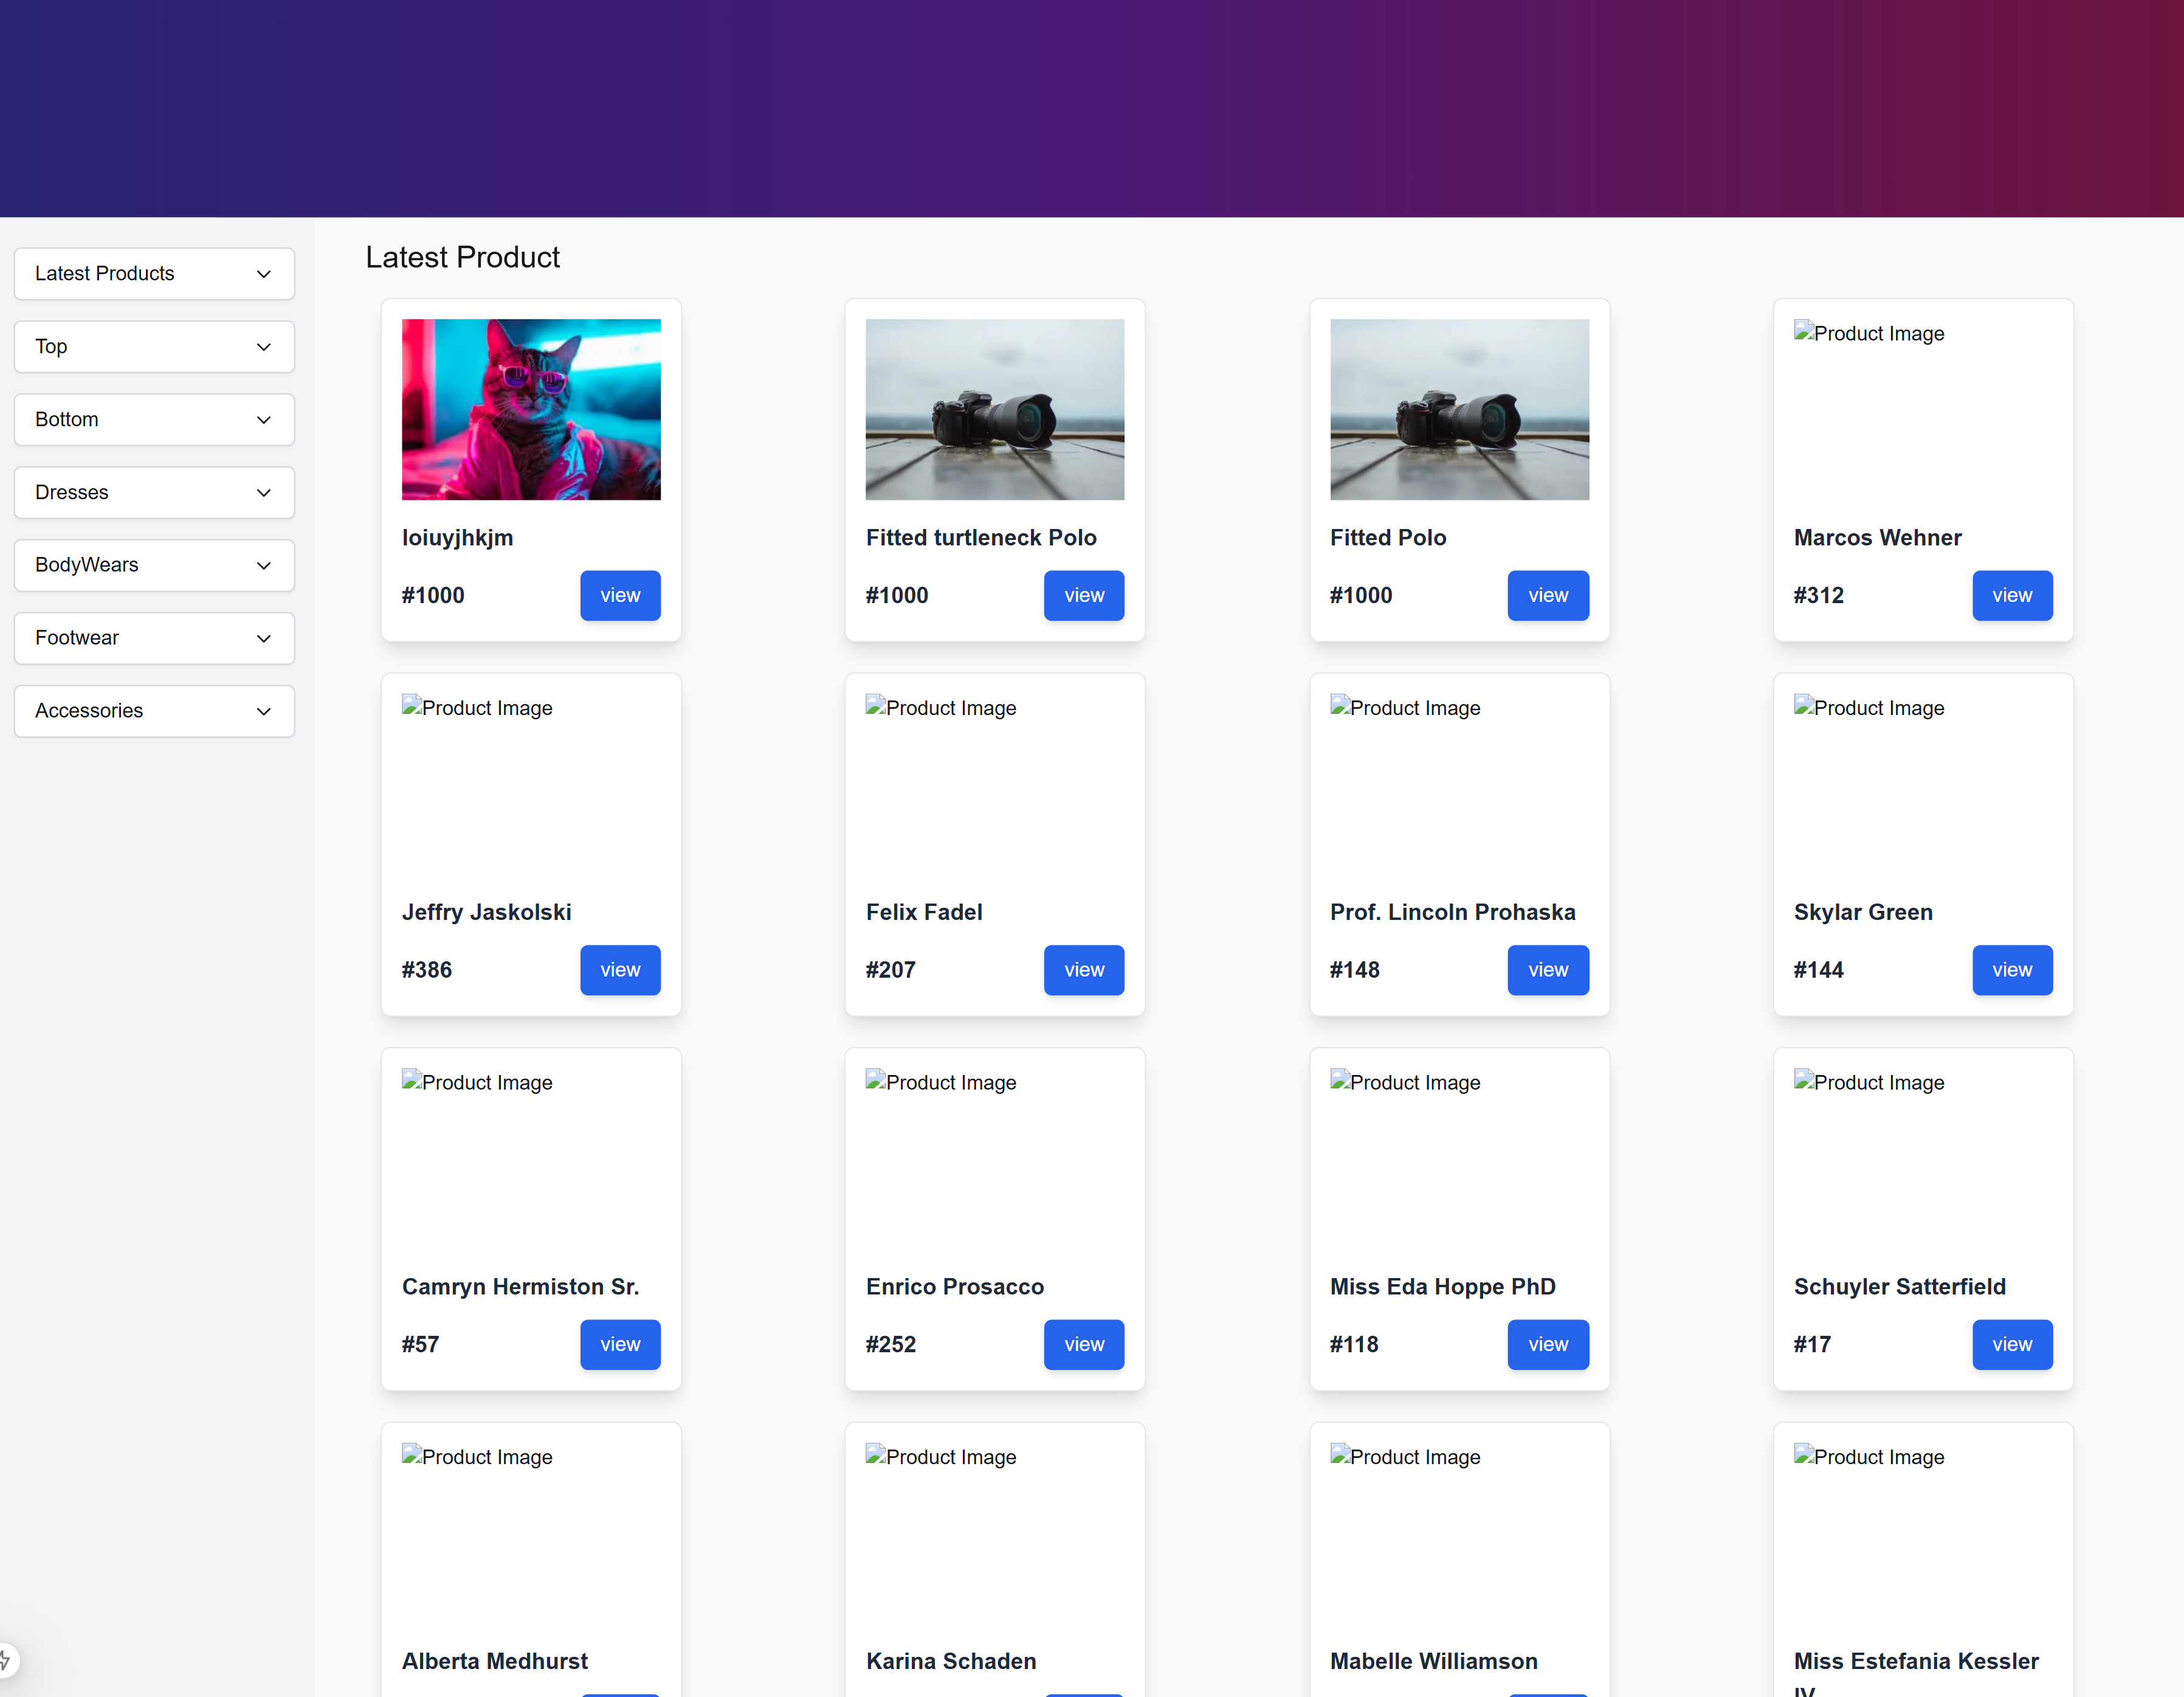 Latest Products
Top
Bottom
Dresses
BodyWears
Footwear
Accessories
Latest Product
loiuyjhkjm
#1000
view
Fitted turtleneck Polo
#1000
view
Fitted Polo
#1000
view
Product Image
Marcos Wehner
#312
view
Product Image
Jeffry Jaskolski
#386
view
Product Image
Felix Fadel
#207
view
Product Image
Prof. Lincoln Prohaska
#148
view
Product Image
Skylar Green
#144
view
Product Image
Camryn Hermiston Sr.
#57
view
Product Image
Enrico Prosacco
#252
view
Product Image
Miss Eda Hoppe PhD
#118
view
Product Image
Schuyler Satterfield
#17
view
Product Image
Alberta Medhurst
Product Image
Karina Schaden
Product Image
Mabelle Williamson
Product Image
Miss Estefania Kessler
IV